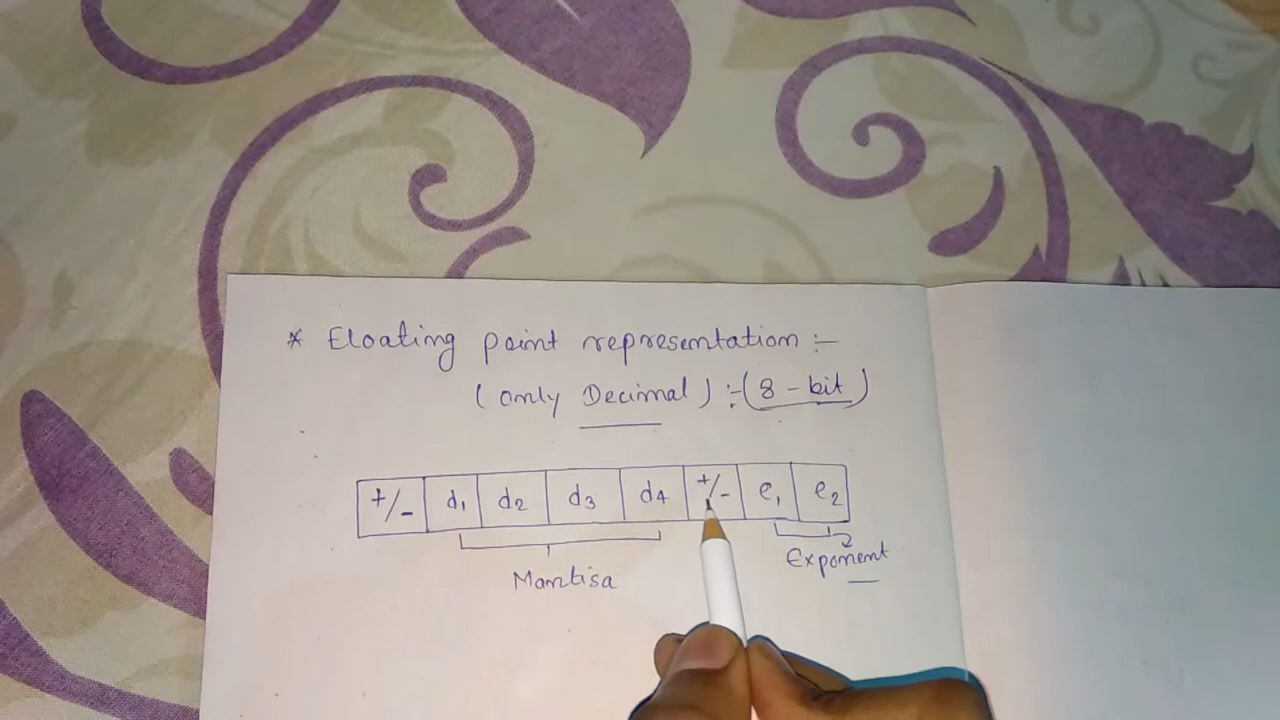 * Floating point representation :-
( only Decimal ) :- ( 8 - bit )
+/- d1 d2 d3 d4 +/- e1 e2
Mantisa
Exponent